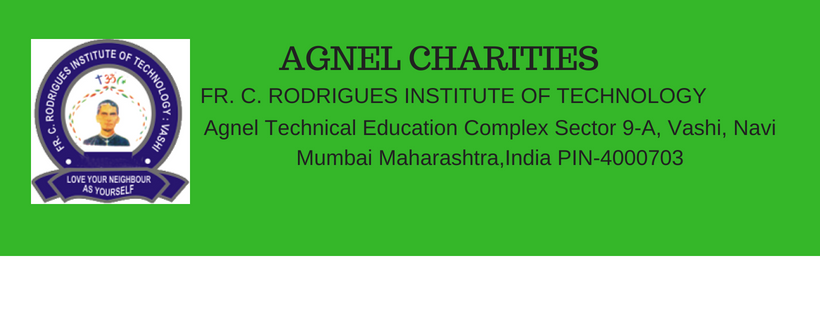 FR. C. RODRIGUES INSTITUTE OF TECHNOLOGY : VASHI
LOVE YOUR NEIGHBOUR
AS YOURSELF
AGNEL CHARITIES
FR. C. RODRIGUES INSTITUTE OF TECHNOLOGY
Agnel Technical Education Complex Sector 9-A, Vashi, Navi
Mumbai Maharashtra,India PIN-4000703